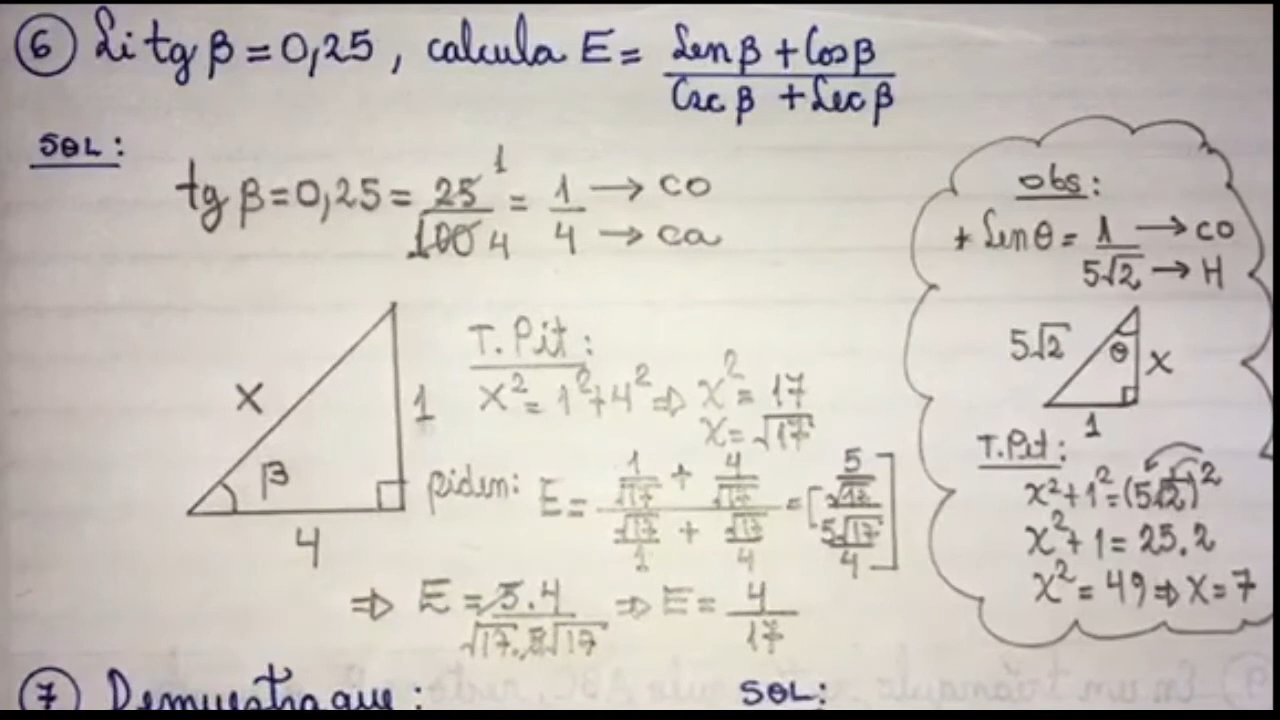 6 Si tg β = 0,25 , calcula E = (Sen β + Cos β) / (Csc β + Sec β)
SOL:
tg β = 0,25 = 25/100 = 1/4 → co → ca
1
4
x
1
β
4
T. Pit:
x² = 1² + 4² ⇒ x² = 17
x = √17
piden: E = (1/√17 + 4/√17) / (√17/1 + √17/4) = [(5/√17) / (5√17/4)]
⇒ E = 5.4 / √17.5√17 ⇒ E = 4/17
obs:
+ Sen θ = 1/5√2 → co → H
5√2
θ
x
1
T. Pit:
x² + 1² = (5√2)²
x² + 1 = 25.2
x² = 49 ⇒ x = 7
7 Demuestra que:
SOL: